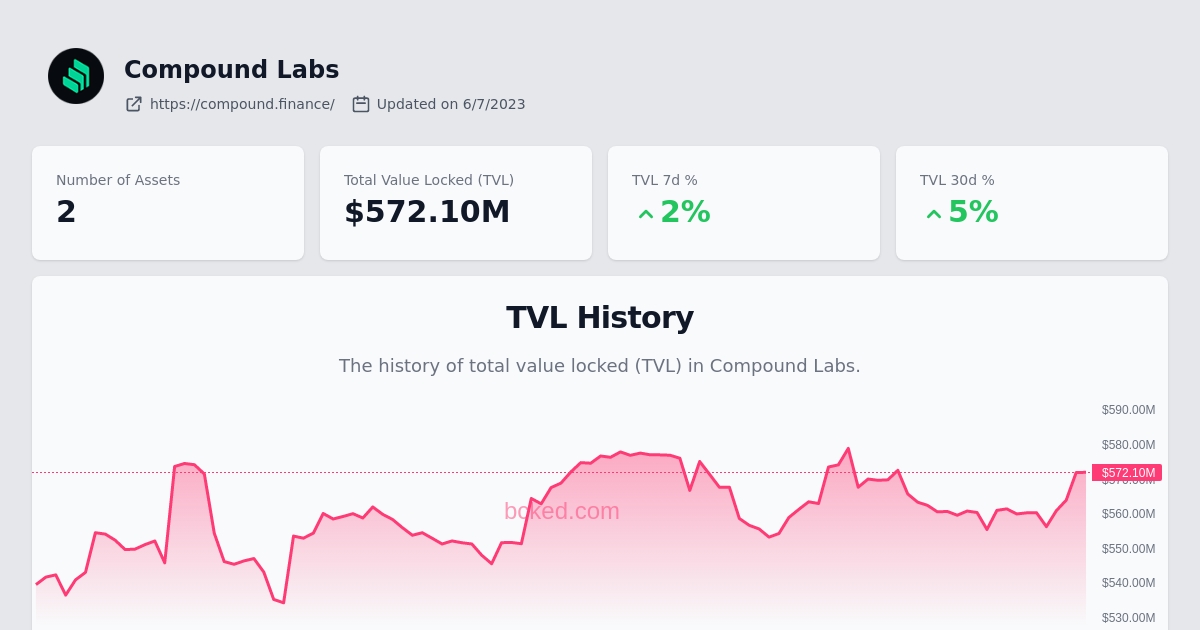 Compound Labs
https://compound.finance/ Updated on 6/7/2023
Number of Assets
2
Total Value Locked (TVL)
$572.10M
TVL 7d %
2%
TVL 30d %
5%
TVL History
The history of total value locked (TVL) in Compound Labs.
$590.00M
$580.00M
$572.10M
$570.00M
boked.com
$560.00M
$550.00M
$540.00M
$530.00M